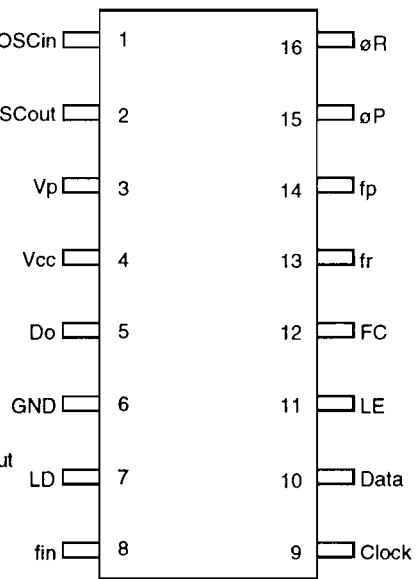 OSCin 1 16 øR
SCout 2 15 øP
Vp 3 14 fp
Vcc 4 13 fr
Do 5 12 FC
GND 6 11 LE
ut
LD 7 10 Data
fin 8 9 Clock